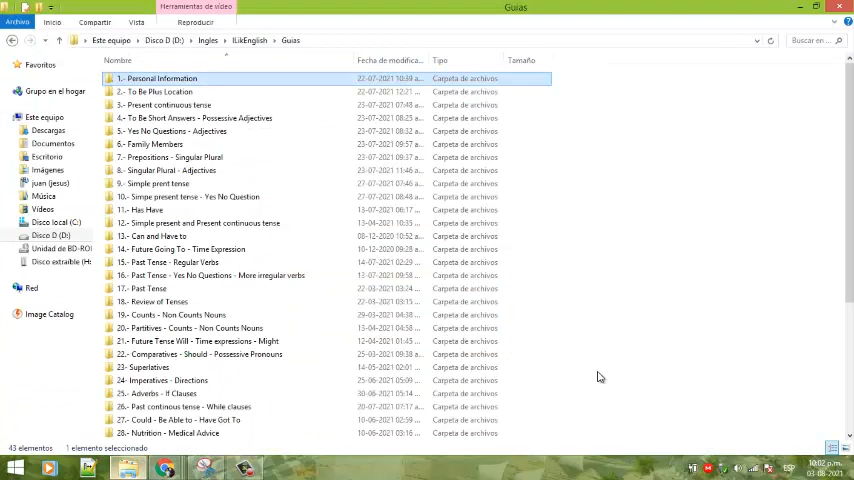 Herramientas de vídeo
Guias
Archivo Inicio Compartir Vista Reproducir
Este equipo Disco D (D:) Ingles ILikEnglish Guias Buscar en ...
Nombre Fecha de modifica... Tipo Tamaño
Favoritos
Grupo en el hogar
Este equipo
Descargas
Documentos
Escritorio
Imágenes
juan (jesus)
Música
Vídeos
Disco local (C:)
Disco D (D:)
Unidad de BD-RO
Disco extraíble (H:
Red
Image Catalog
1.- Personal Information 22-07-2021 10:39 a... Carpeta de archivos
2.- To Be Plus Location 22-07-2021 12:21 ... Carpeta de archivos
3.- Present continuous tense 23-07-2021 07:48 a... Carpeta de archivos
4.- To be Short Answers - Possessive Adjectives 23-07-2021 08:25 a... Carpeta de archivos
5.- Yes No Questions - Adjectives 23-07-2021 08:32 a... Carpeta de archivos
6.- Family Members 23-07-2021 09:57 a... Carpeta de archivos
7.- Prepositions - Singular Plural 23-07-2021 09:37 a... Carpeta de archivos
8.- Singular Plural - Adjectives 23-07-2021 11:46 a... Carpeta de archivos
9.- Simple prent tense 27-07-2021 07:46 a... Carpeta de archivos
10.- Simpe present tense - Yes No Question 27-07-2021 08:48 a... Carpeta de archivos
11.- Has Have 13-07-2021 06:17 ... Carpeta de archivos
12.- Simple present and Present continuous tense 13-04-2021 10:35 ... Carpeta de archivos
13.- Can and Have to 08-12-2020 10:52 ... Carpeta de archivos
14.- Future Going To - Time Expression 10-12-2020 09:28 a... Carpeta de archivos
15.- Past Tense - Regular Verbs 14-07-2021 02:29 ... Carpeta de archivos
16.- Past Tense - Yes No Questions - More irregular verbs 13-07-2021 09:58 ... Carpeta de archivos
17.- Past Tense 22-03-2021 07:24 ... Carpeta de archivos
18.- Review of Tenses 22-03-2021 03:15 ... Carpeta de archivos
19.- Counts - Non Counts Nouns 29-03-2021 04:38 ... Carpeta de archivos
20.- Partitives - Counts - Non Counts Nouns 13-04-2021 04:58 ... Carpeta de archivos
21.- Future Tense Will - Time expressions - Might 12-04-2021 01:45 ... Carpeta de archivos
22.- Comparatives - Should - Possessive Pronouns 25-03-2021 09:38 a... Carpeta de archivos
23- Superlatives 14-05-2021 02:01 ... Carpeta de archivos
24- Imperatives - Directions 25-06-2021 05:09 ... Carpeta de archivos
25.- Adverbs - If Clauses 30-06-2021 05:14 ... Carpeta de archivos
26.- Past continous tense - While clauses 20-07-2021 07:17 a... Carpeta de archivos
27.- Could - Be Able to - Have Got To 10-06-2021 02:59 ... Carpeta de archivos
28.- Nutrition - Medical Advice 10-06-2021 03:16 ... Carpeta de archivos
43 elementos 1 elemento seleccionado
ESP
10:02 p.m.
03-08-2021